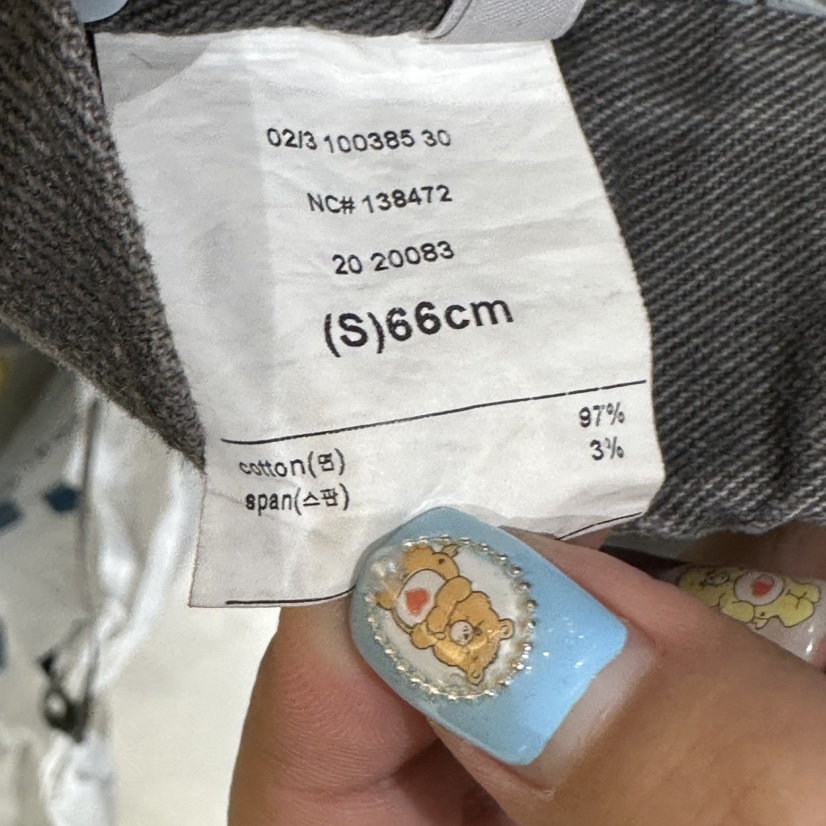 02/3 100385 30
NC# 138472
20 20083
(S)66cm
cotton(면) 97%
span(스판) 3%